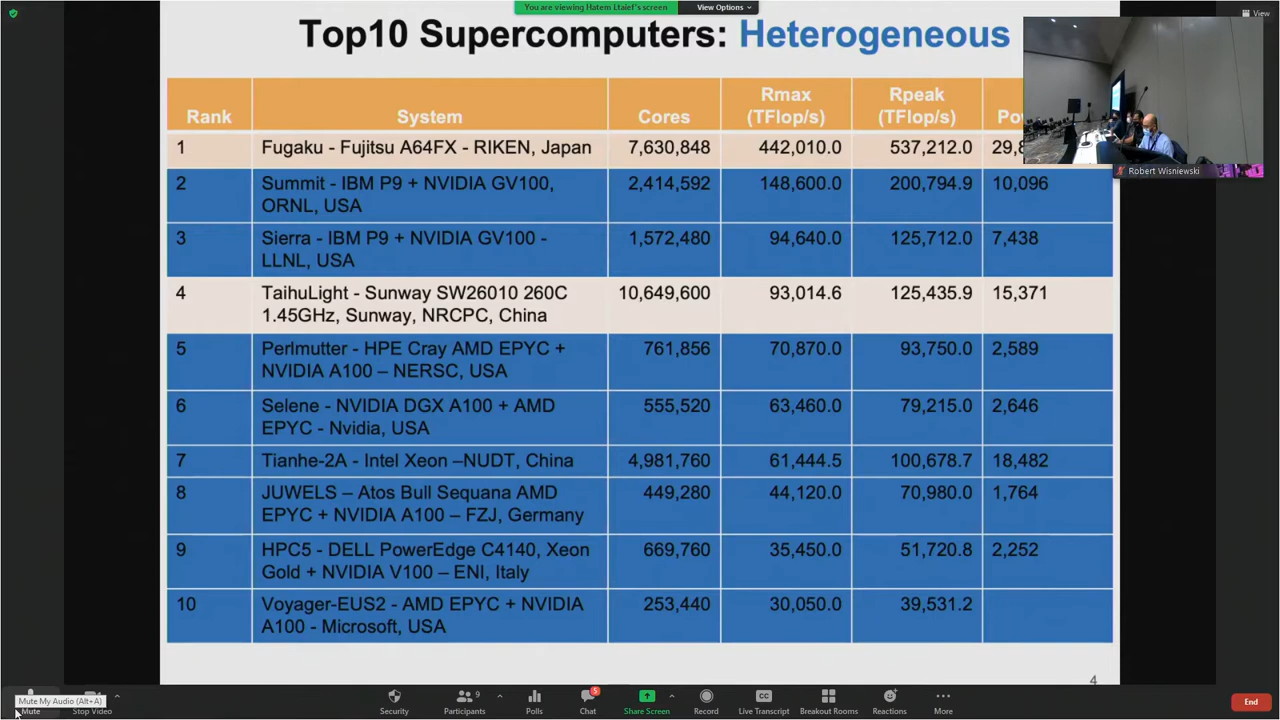 You are viewing Hatem Ltaief's screen
View Options
View
Top10 Supercomputers: Heterogeneous
Rank System Cores Rmax (TFlop/s) Rpeak (TFlop/s)
1 Fugaku - Fujitsu A64FX - RIKEN, Japan 7,630,848 442,010.0 537,212.0
2 Summit - IBM P9 + NVIDIA GV100, 2,414,592 148,600.0 200,794.9 10,096
ORNL, USA
3 Sierra - IBM P9 + NVIDIA GV100 - 1,572,480 94,640.0 125,712.0 7,438
LLNL, USA
4 TaihuLight - Sunway SW26010 260C 10,649,600 93,014.6 125,435.9 15,371
1.45GHz, Sunway, NRCPC, China
5 Perlmutter - HPE Cray AMD EPYC + 761,856 70,870.0 93,750.0 2,589
NVIDIA A100 – NERSC, USA
6 Selene - NVIDIA DGX A100 + AMD 555,520 63,460.0 79,215.0 2,646
EPYC - Nvidia, USA
7 Tianhe-2A - Intel Xeon –NUDT, China 4,981,760 61,444.5 100,678.7 18,482
8 JUWELS – Atos Bull Sequana AMD 449,280 44,120.0 70,980.0 1,764
EPYC + NVIDIA A100 – FZJ, Germany
9 HPC5 - DELL PowerEdge C4140, Xeon 669,760 35,450.0 51,720.8 2,252
Gold + NVIDIA V100 – ENI, Italy
10 Voyager-EUS2 - AMD EPYC + NVIDIA 253,440 30,050.0 39,531.2
A100 - Microsoft, USA
Robert Wisniewski
4
Mute My Audio (Alt+A)
Mute Stop Video Security Participants 9 Polls Chat 5 Share Screen Record Live Transcript Breakout Rooms Reactions More End